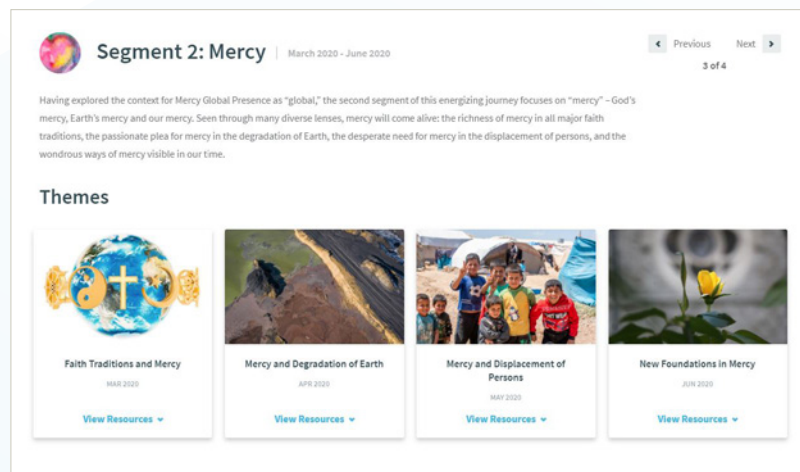 Segment 2: Mercy | March 2020 - June 2020
Previous Next
3 of 4
Having explored the context for Mercy Global Presence as “global,” the second segment of this energizing journey focuses on “mercy” – God’s
mercy, Earth’s mercy and our mercy. Seen through many diverse lenses, mercy will come alive: the richness of mercy in all major faith
traditions, the passionate plea for mercy in the degradation of Earth, the desperate need for mercy in the displacement of persons, and the
wondrous ways of mercy visible in our time.
Themes
Faith Traditions and Mercy
MAR 2020
View Resources
Mercy and Degradation of Earth
APR 2020
View Resources
Mercy and Displacement of
Persons
MAY 2020
View Resources
New Foundations in Mercy
JUN 2020
View Resources